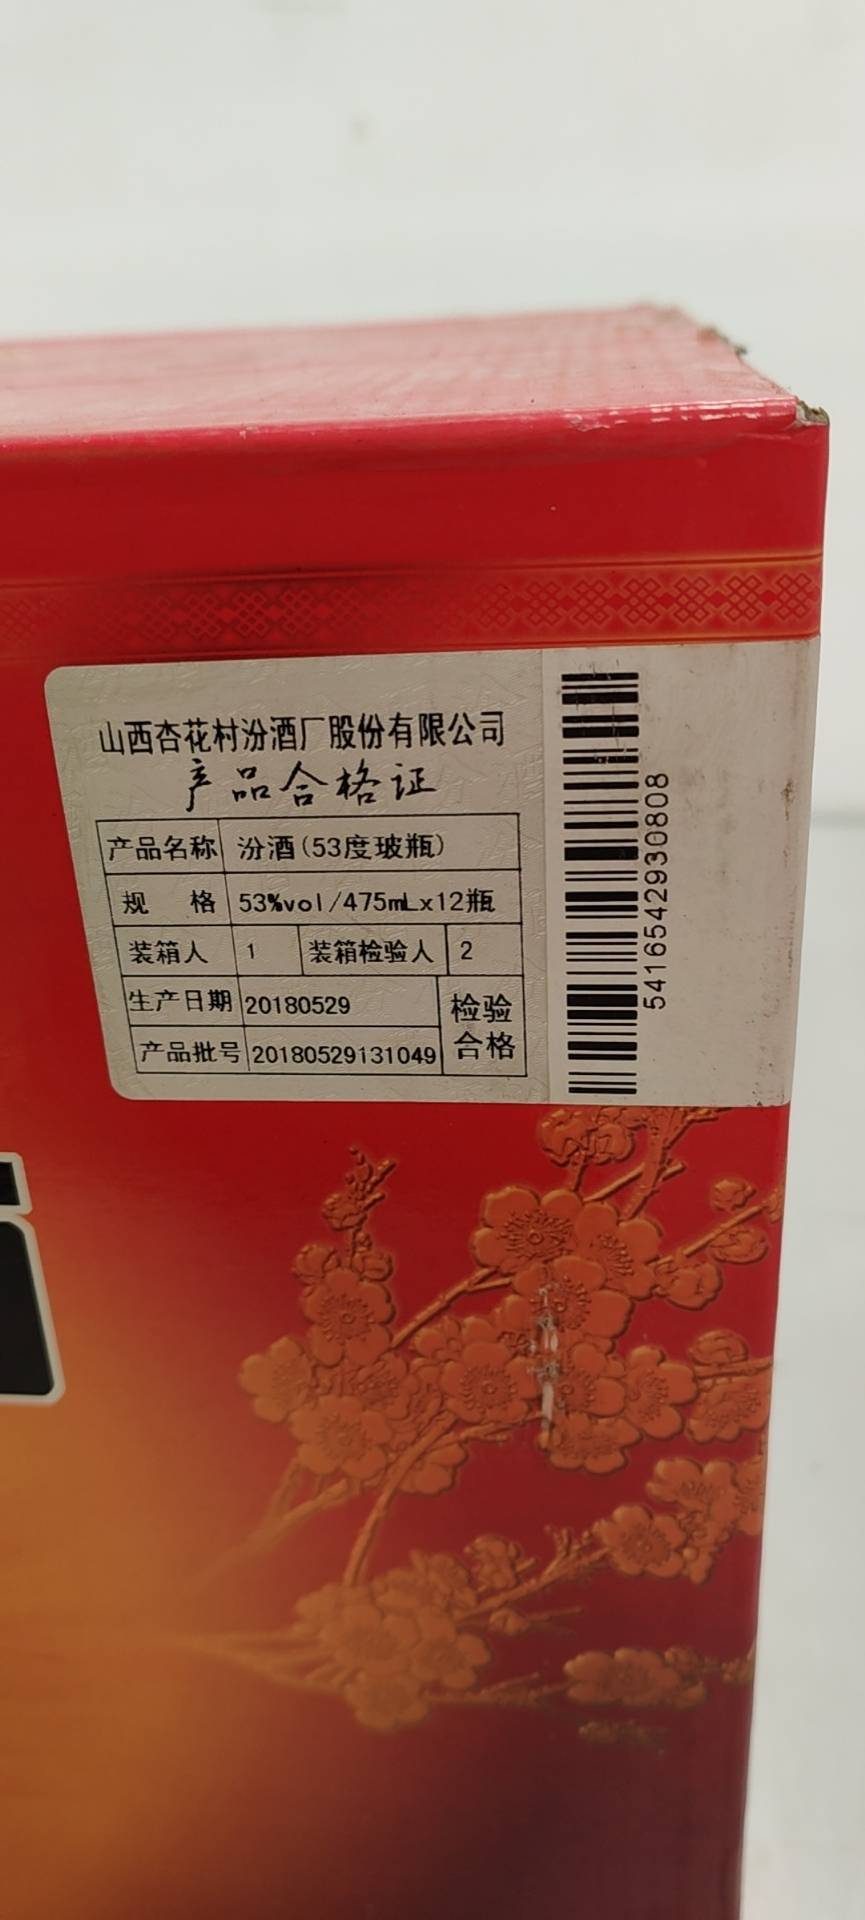 山西杏花村汾酒厂股份有限公司
产品合格证
产品名称 汾酒(53度玻瓶)
规 格 53%vol/475mLx12瓶
装箱人 1 装箱检验人 2
生产日期 20180529
产品批号 20180529131049
检验
合格
5416542930808